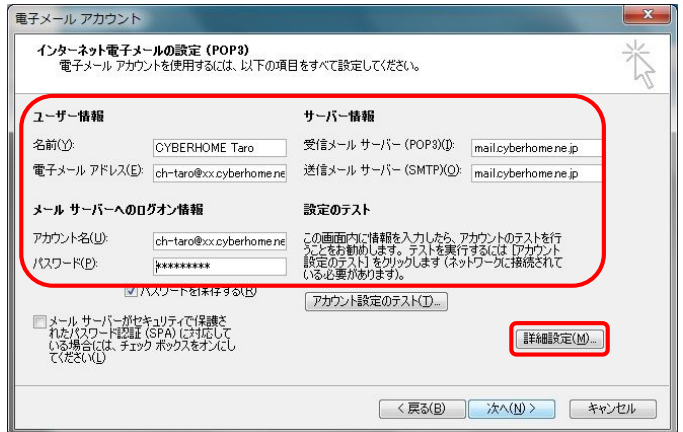 電子メール アカウント
インターネット電子メールの設定 (POP3)
電子メール アカウントを使用するには、以下の項目をすべて設定してください。
ユーザー情報
名前(Y): CYBERHOME Taro
電子メール アドレス(E): ch-taro@xx.cyberhome.ne
メール サーバーへのログオン情報
アカウント名(U): ch-taro@xx.cyberhome.ne
パスワード(P): *********
パスワードを保存する(R)
メール サーバーがセキュリティで保護さ
れたパスワード認証 (SPA) に対応して
いる場合には、チェック ボックスをオンにし
てください(L)
サーバー情報
受信メール サーバー (POP3)(I): mail.cyberhome.ne.jp
送信メール サーバー (SMTP)(O): mail.cyberhome.ne.jp
設定のテスト
この画面内に情報を入力したら、アカウントのテストを行
うことをお勧めします。テストを実行するには [アカウント
設定のテスト] をクリックします (ネットワークに接続されて
いる必要があります)。
アカウント設定のテスト(T)...
詳細設定(M)...
< 戻る(B) 次へ(N) > キャンセル